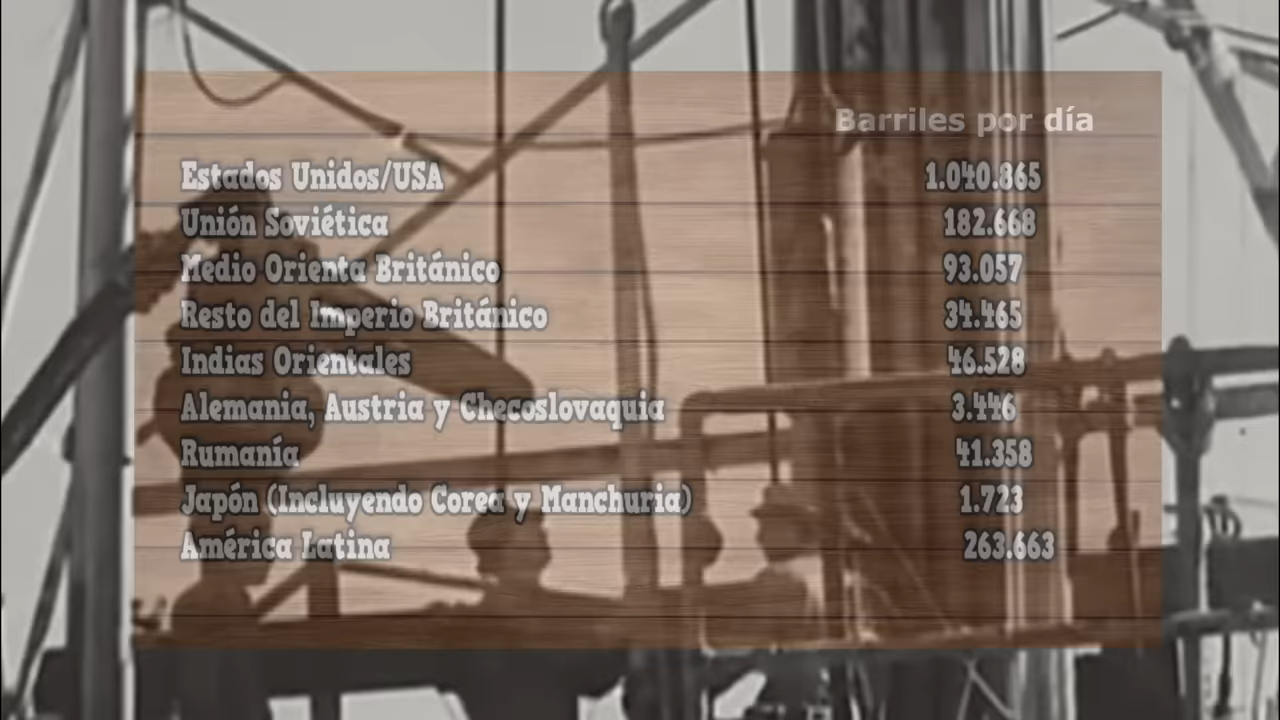 Barriles por día
Estados Unidos/USA 1.040.865
Unión Soviética 182.668
Medio Orienta Británico 93.057
Resto del Imperio Británico 34.465
Indias Orientales 46.528
Alemania, Austria y Checoslovaquia 3.446
Rumanía 41.358
Japón (Incluyendo Corea y Manchuria) 1.723
América Latina 263.663